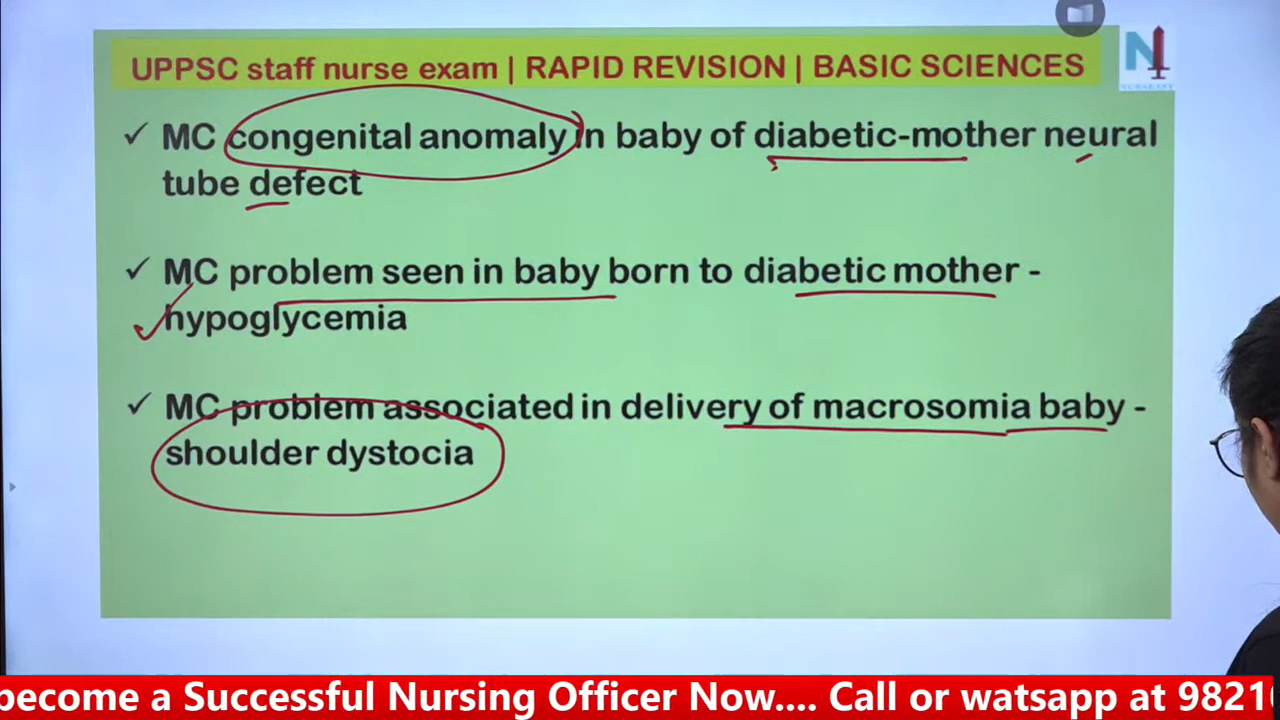 UPPSC staff nurse exam | RAPID REVISION | BASIC SCIENCES
✓ MC congenital anomaly in baby of diabetic-mother neural
tube defect
✓ MC problem seen in baby born to diabetic mother -
hypoglycemia
✓ MC problem associated in delivery of macrosomia baby -
shoulder dystocia
become a Successful Nursing Officer Now.... Call or watsapp at 9821